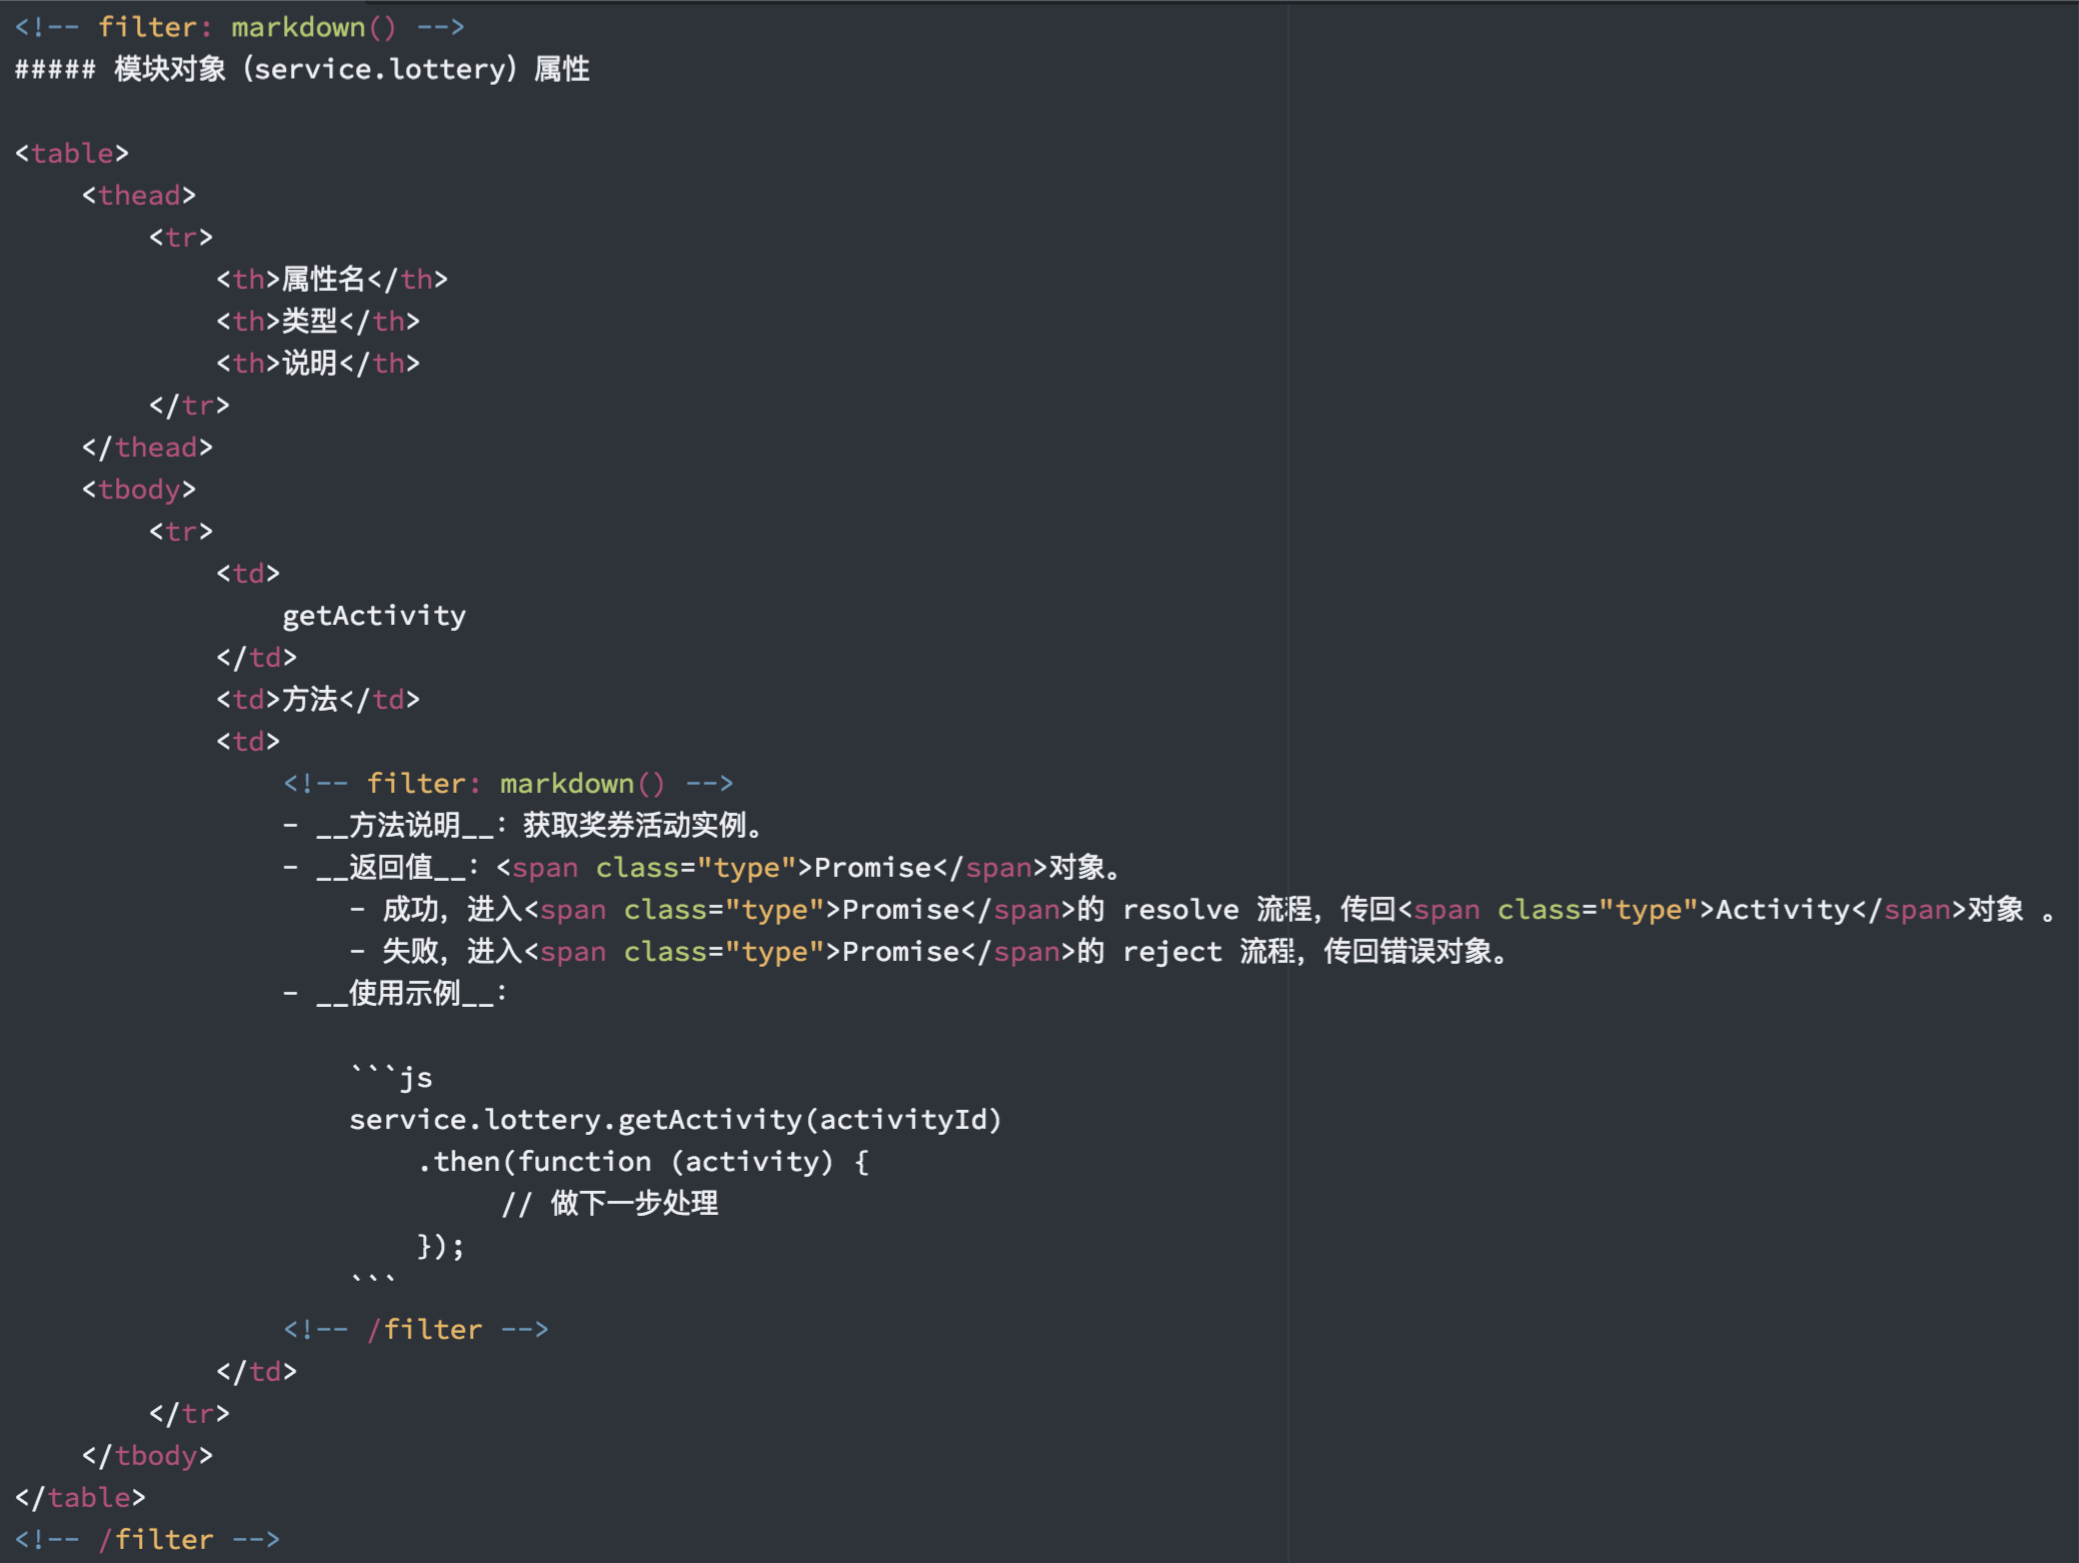 <!-- filter: markdown() -->
##### 模块对象（service.lottery）属性

<table>
    <thead>
        <tr>
            <th>属性名</th>
            <th>类型</th>
            <th>说明</th>
        </tr>
    </thead>
    <tbody>
        <tr>
            <td>
                getActivity
            </td>
            <td>方法</td>
            <td>
                <!-- filter: markdown() -->
                - __方法说明__：获取奖券活动实例。
                - __返回值__：<span class="type">Promise</span>对象。
                    - 成功，进入<span class="type">Promise</span>的 resolve 流程，传回<span class="type">Activity</span>对象 。
                    - 失败，进入<span class="type">Promise</span>的 reject 流程，传回错误对象。
                - __使用示例__：

                    ```js
                    service.lottery.getActivity(activityId)
                        .then(function (activity) {
                             // 做下一步处理
                        });
                    ```
                <!-- /filter -->
            </td>
        </tr>
    </tbody>
</table>
<!-- /filter -->